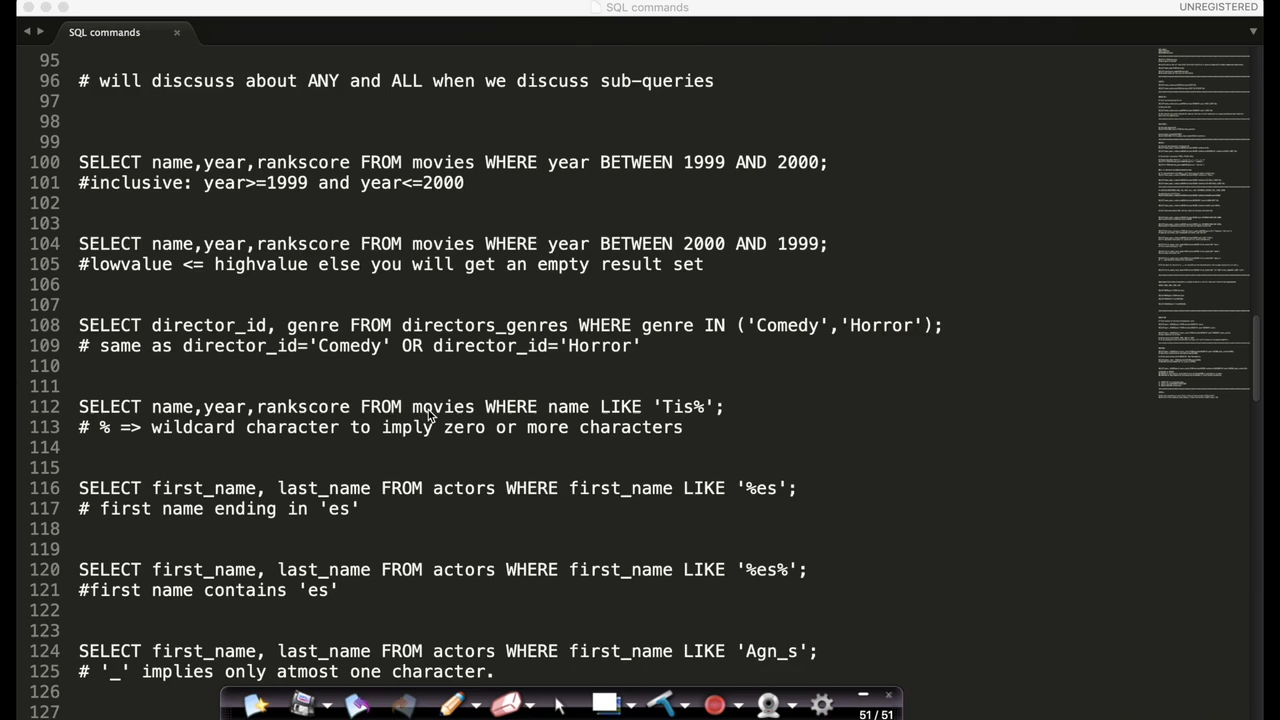 SQL commands
UNREGISTERED
SQL commands
95
96 # will discsuss about ANY and ALL when we discuss sub-queries
97
98
99
100 SELECT name,year,rankscore FROM movies WHERE year BETWEEN 1999 AND 2000;
101 #inclusive: year>=1999 and year<=2000
102
103
104 SELECT name,year,rankscore FROM movies WHERE year BETWEEN 2000 AND 1999;
105 #lowvalue <= highvalue else you will get an empty result set
106
107
108 SELECT director_id, genre FROM directors_genres WHERE genre IN ('Comedy','Horror');
109 # same as director_id='Comedy' OR director_id='Horror'
110
111
112 SELECT name,year,rankscore FROM movies WHERE name LIKE 'Tis%';
113 # % => wildcard character to imply zero or more characters
114
115
116 SELECT first_name, last_name FROM actors WHERE first_name LIKE '%es';
117 # first name ending in 'es'
118
119
120 SELECT first_name, last_name FROM actors WHERE first_name LIKE '%es%';
121 #first name contains 'es'
122
123
124 SELECT first_name, last_name FROM actors WHERE first_name LIKE 'Agn_s';
125 # '_' implies only atmost one character.
126
127
51/51